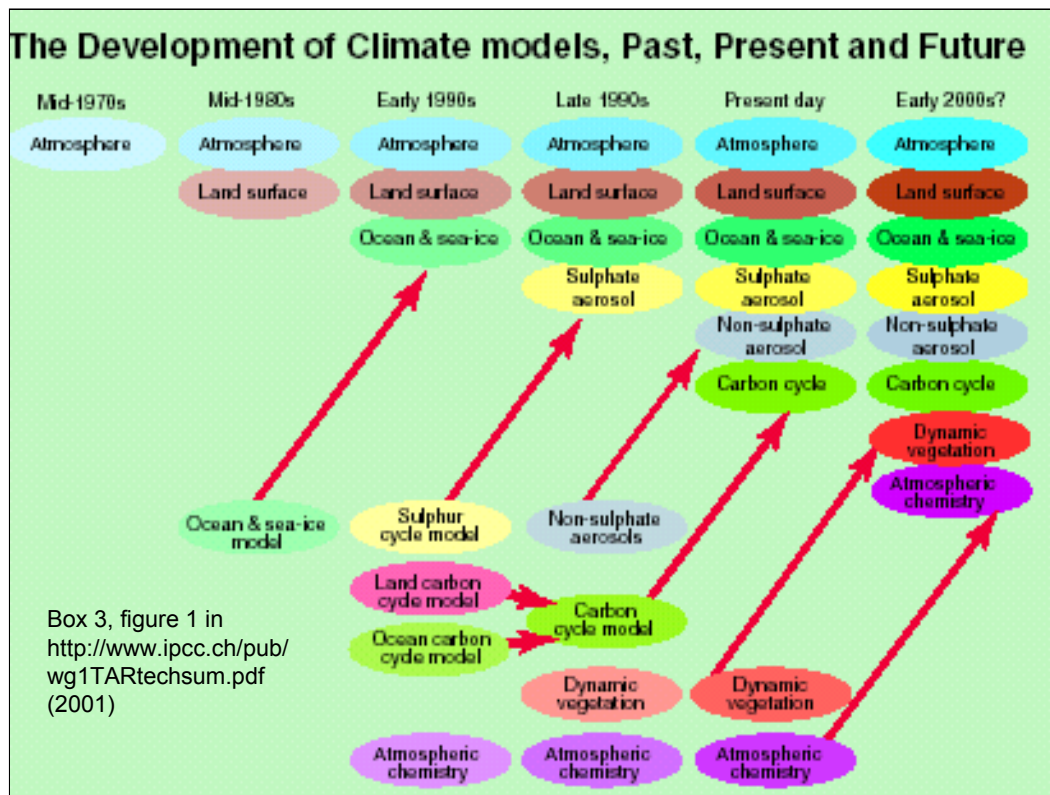 The Development of Climate models, Past, Present and Future
Mid-1970s
Mid-1980s
Early 1990s
Late 1990s
Present day
Early 2000s?
Atmosphere
Atmosphere
Atmosphere
Atmosphere
Atmosphere
Atmosphere
Land surface
Land surface
Land surface
Land surface
Land surface
Ocean & sea-ice
Ocean & sea-ice
Ocean & sea-ice
Ocean & sea-ice
Sulphate
aerosol
Sulphate
aerosol
Sulphate
aerosol
Non-sulphate
aerosol
Non-sulphate
aerosol
Carbon cycle
Carbon cycle
Dynamic
vegetation
Atmospheric
chemistry
Ocean & sea-ice
model
Sulphur
cycle model
Non-sulphate
aerosols
Land carbon
cycle model
Ocean carbon
cycle model
Carbon
cycle model
Dynamic
vegetation
Dynamic
vegetation
Atmospheric
chemistry
Atmospheric
chemistry
Atmospheric
chemistry
Box 3, figure 1 in
http://www.ipcc.ch/pub/
wg1TARtechsum.pdf
(2001)